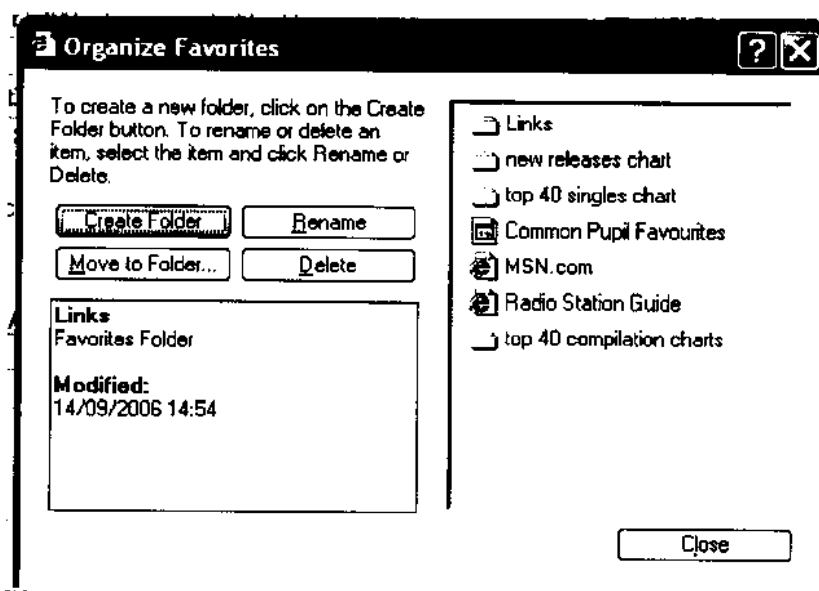 Organize Favorites
To create a new folder, click on the Create
Folder button. To rename or delete an
item, select the item and click Rename or
Delete.
Create Folder
Rename
Move to Folder...
Delete
Links
Favorites Folder
Modified:
14/09/2006 14:54
Links
new releases chart
top 40 singles chart
Common Pupil Favourites
MSN.com
Radio Station Guide
top 40 compilation charts
Close